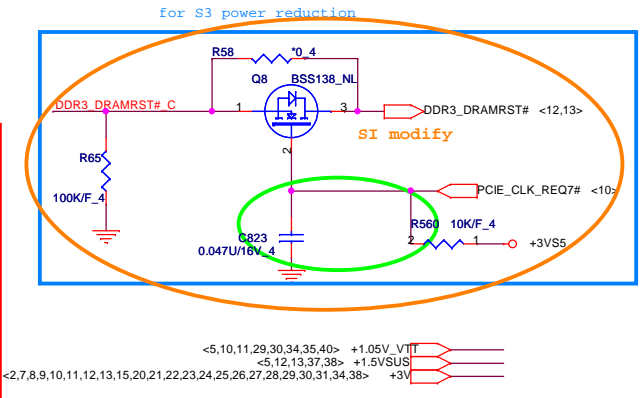 for S3 power reduction
R58 *0_4
Q8 BSS138_NL
DDR3_DRAMRST#_C 1 3 DDR3_DRAMRST# <12,13>
SI modify
2
R65
100K/F_4
PCIE_CLK_REQ7# <10>
C823
0.047U/16V_4
R560 10K/F_4
2 1 +3VS5
<5,10,11,29,30,34,35,40> +1.05V_VTT
<5,12,13,37,38> +1.5VSUS
<2,7,8,9,10,11,12,13,15,20,21,22,23,24,25,26,27,28,29,30,31,34,38> +3V